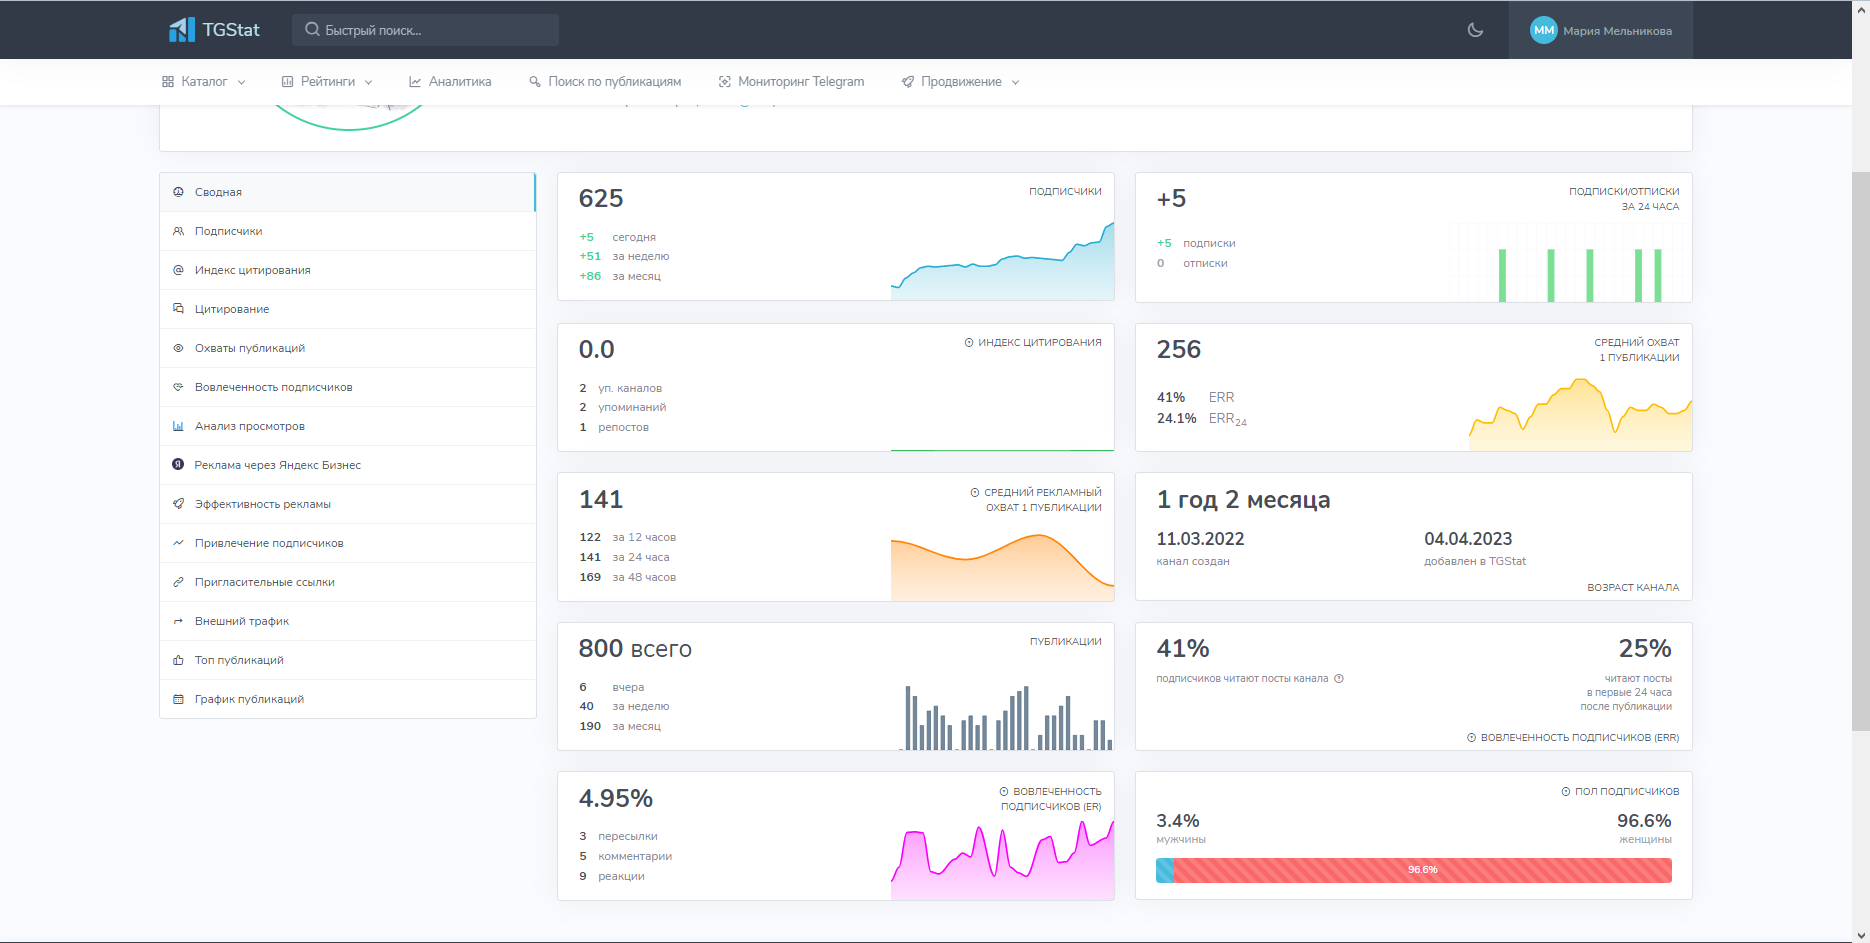 TGStat
Быстрый поиск...
ММ Мария Мельникова
Каталог
Рейтинги
Аналитика
Поиск по публикациям
Мониторинг Telegram
Продвижение
Сводная
Подписчики
Индекс цитирования
Цитирование
Охваты публикаций
Вовлеченность подписчиков
Анализ просмотров
Я Реклама через Яндекс Бизнес
Эффективность рекламы
Привлечение подписчиков
Пригласительные ссылки
Внешний трафик
Топ публикаций
График публикаций
625
ПОДПИСЧИКИ
+5 сегодня
+51 за неделю
+86 за месяц
+5
ПОДПИСКИ/ОТПИСКИ
ЗА 24 ЧАСА
+5 подписки
0 отписки
0.0
ИНДЕКС ЦИТИРОВАНИЯ
2 уп. каналов
2 упоминаний
1 репостов
256
СРЕДНИЙ ОХВАТ
1 ПУБЛИКАЦИИ
41% ERR
24.1% ERR24
141
СРЕДНИЙ РЕКЛАМНЫЙ
ОХВАТ 1 ПУБЛИКАЦИИ
122 за 12 часов
141 за 24 часа
169 за 48 часов
1 год 2 месяца
11.03.2022
канал создан
04.04.2023
добавлен в TGStat
ВОЗРАСТ КАНАЛА
800 всего
ПУБЛИКАЦИИ
6 вчера
40 за неделю
190 за месяц
41%
подписчиков читают посты канала
25%
читают посты
в первые 24 часа
после публикации
ВОВЛЕЧЕННОСТЬ ПОДПИСЧИКОВ (ERR)
4.95%
ВОВЛЕЧЕННОСТЬ
ПОДПИСЧИКОВ (ER)
3 пересылки
5 комментарии
9 реакции
ПОЛ ПОДПИСЧИКОВ
3.4%
мужчины
96.6%
женщины
96.6%